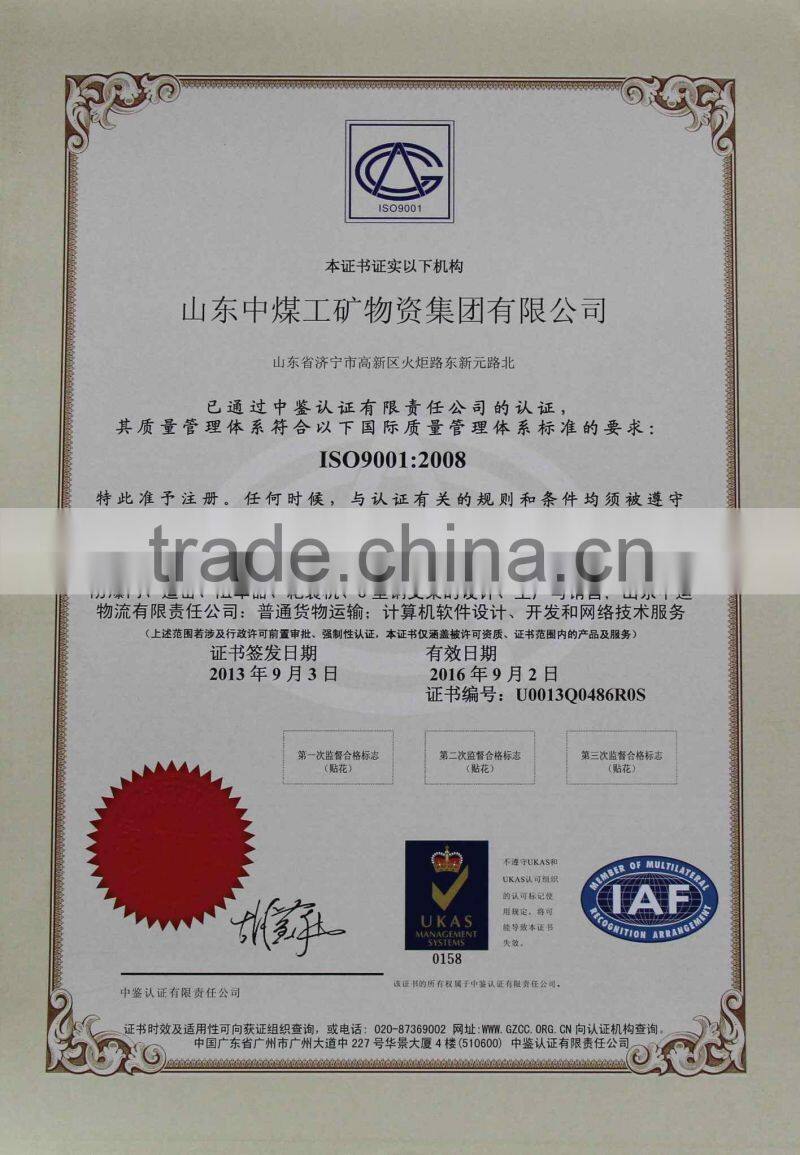 ISO9001
本证书证实以下机构
山东中煤工矿物资集团有限公司
山东省济宁市高新区火炬路东新元路北
已通过中鉴认证有限责任公司的认证，
其质量管理体系符合以下国际质量管理体系标准的要求：
ISO9001:2008
特此准予注册。任何时候，与认证有关的规则和条件均须被遵守
trade.china.cn
物流有限责任公司：普通货物运输；计算机软件设计、开发和网络技术服务
（上述范围若涉及行政许可前置审批、强制性认证，本证书仅涵盖被许可资质、证书范围内的产品及服务）
证书签发日期 有效日期
2013 年 9 月 3 日 2016 年 9 月 2 日
证书编号：U0013Q0486R0S
第一次监督合格标志 第二次监督合格标志 第三次监督合格标志
（贴花） （贴花） （贴花）
UKAS
MANAGEMENT
SYSTEMS
0158
不遵守UKAS和
UKAS认可组织
的认可标记使
用规定，将可
能导致本证书
失效。
MEMBER OF MULTILATERAL
IAF
RECOGNITION ARRANGEMENT
该证书的所有权属于中鉴认证有限责任公司。
中鉴认证有限责任公司
证书时效及适用性可向获证组织查询，或电话：020-87369002 网址:WWW.GZCC.ORG.CN 向认证机构查询。
中国广东省广州市广州大道中 227 号华景大厦 4 楼(510600) 中鉴认证有限责任公司